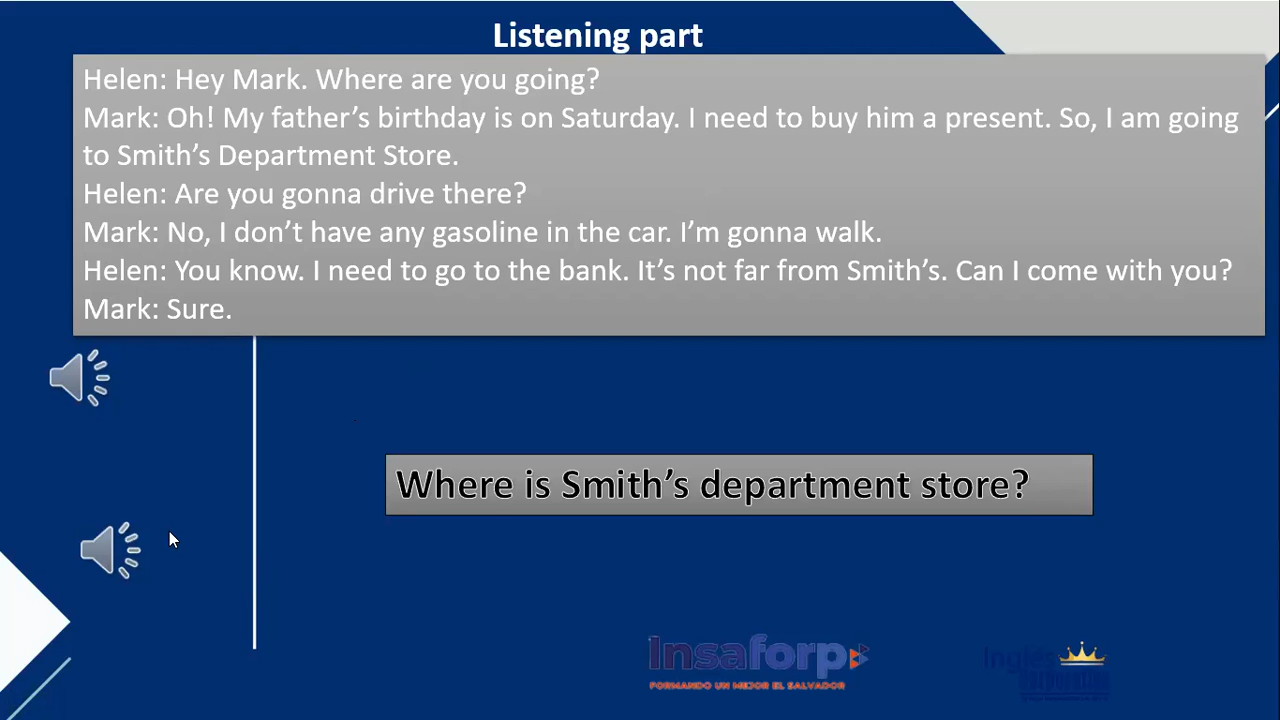 Listening part
Helen: Hey Mark. Where are you going?
Mark: Oh! My father's birthday is on Saturday. I need to buy him a present. So, I am going
to Smith's Department Store.
Helen: Are you gonna drive there?
Mark: No, I don't have any gasoline in the car. I'm gonna walk.
Helen: You know. I need to go to the bank. It's not far from Smith's. Can I come with you?
Mark: Sure.
Where is Smith's department store?
Insaforp
FORMANDO UN MEJOR EL SALVADOR
Inglés